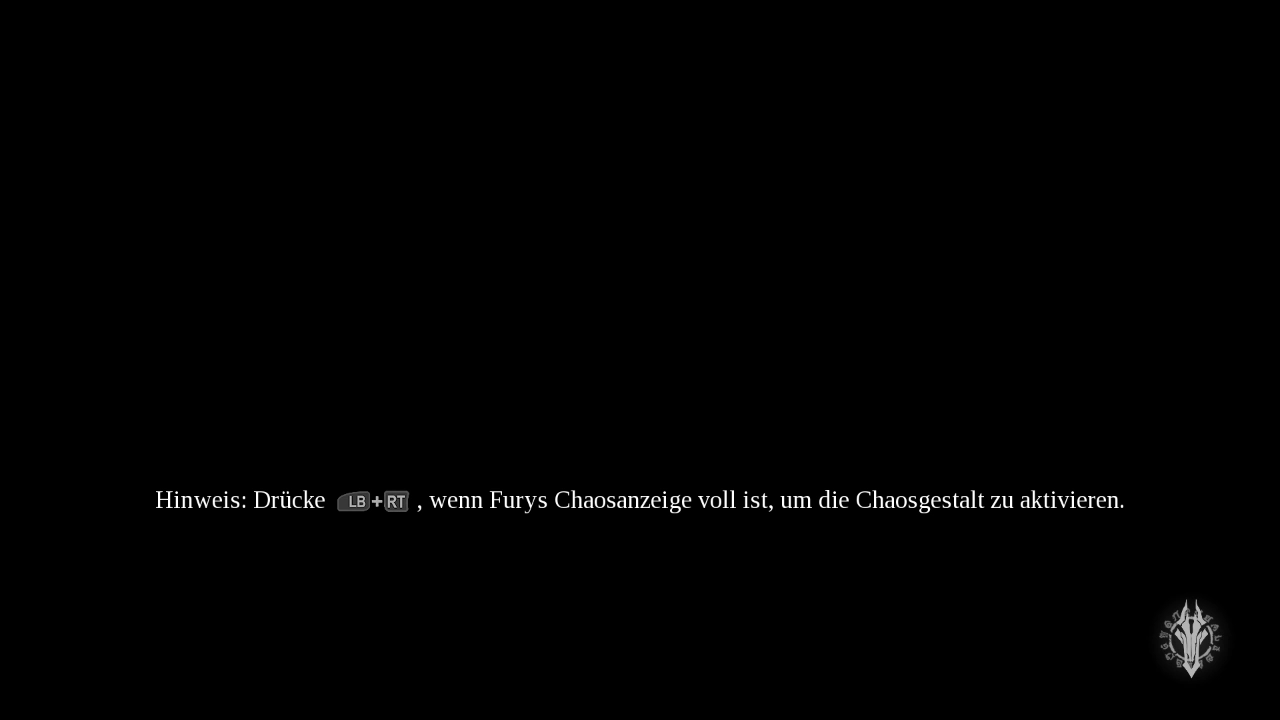 Hinweis: Drücke LB+RT , wenn Furys Chaosanzeige voll ist, um die Chaosgestalt zu aktivieren.